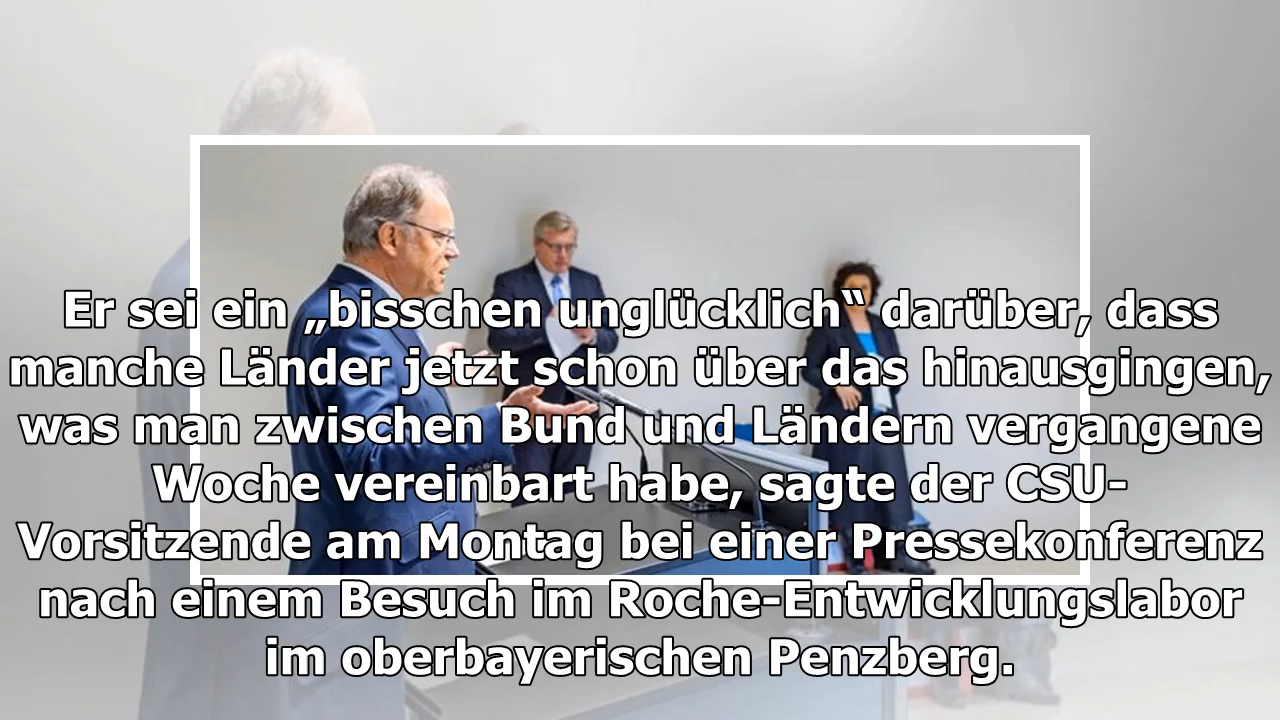 Er sei ein „bisschen unglücklich“ darüber, dass
manche Länder jetzt schon über das hinausgingen,
was man zwischen Bund und Ländern vergangene
Woche vereinbart habe, sagte der CSU-
Vorsitzende am Montag bei einer Pressekonferenz
nach einem Besuch im Roche-Entwicklungslabor
im oberbayerischen Penzberg.